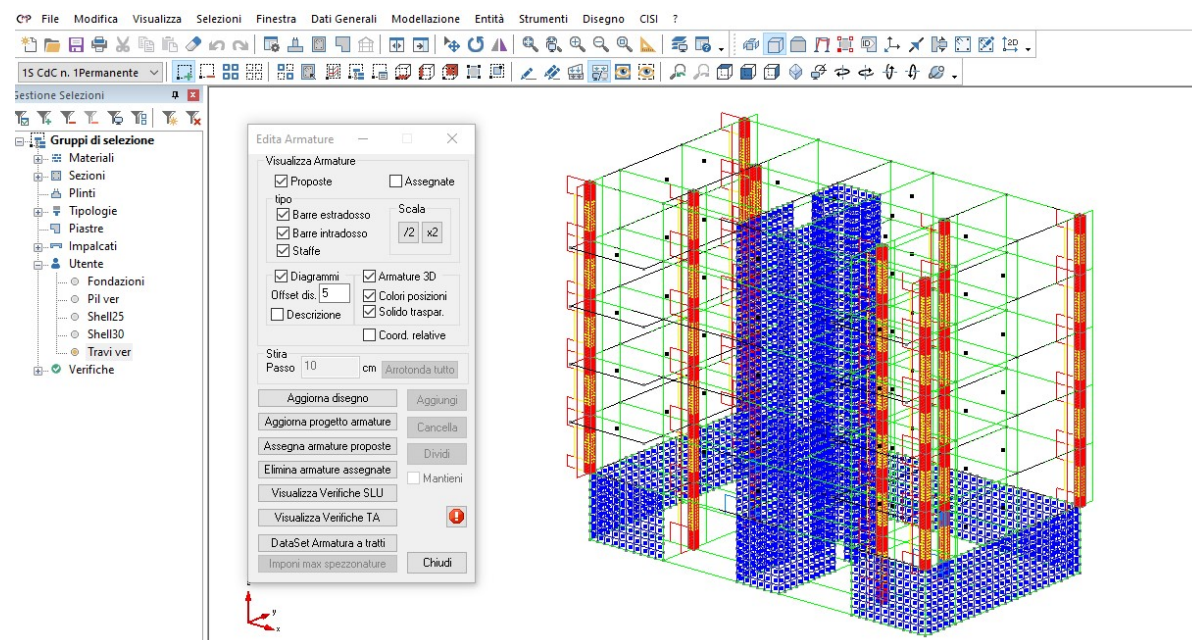 File Modifica Visualizza Selezioni Finestra Dati Generali Modellazione Entità Strumenti Disegno CISI ?
1S CdC n. 1Permanente
Gestione Selezioni
Gruppi di selezione
Materiali
Sezioni
Plinti
Tipologie
Piastre
Impalcati
Utente
Fondazioni
Pil ver
Shell25
Shell30
Travi ver
Verifiche
Edita Armature
Visualizza Armature
Proposte Assegnate
tipo
Barre estradosso
Barre intradosso
Staffe
Scala
/2 x2
Diagrammi Armature 3D
Offset dis. 5 Colori posizioni
Descrizione Solido traspar.
Coord. relative
Stira
Passo 10 cm Arrotonda tutto
Aggiorna disegno Aggiungi
Aggiorna progetto armature Cancella
Assegna armature proposte Dividi
Elimina armature assegnate Mantieni
Visualizza Verifiche SLU
Visualizza Verifiche TA
DataSet Armatura a tratti
Imponi max spezzonature Chiudi
y
x